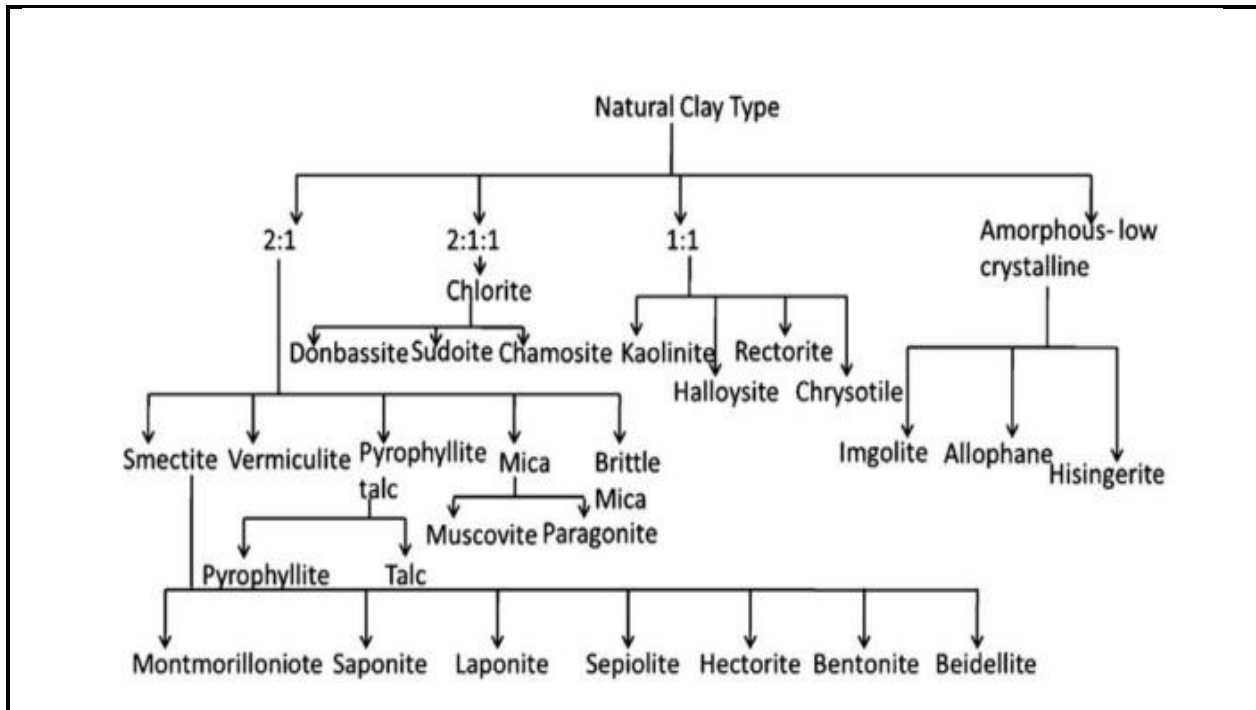 Natural Clay Type
2:1
2:1:1
1:1
Amorphous- low
crystalline
Chlorite
Donbassite
Sudoite
Chamosite
Kaolinite
Rectorite
Halloysite
Chrysotile
Smectite
Vermiculite
Pyrophyllite
talc
Mica
Brittle
Mica
Imgolite
Allophane
Hisingerite
Muscovite
Paragonite
Pyrophyllite
Talc
Montmorilloniote
Saponite
Laponite
Sepiolite
Hectorite
Bentonite
Beidellite